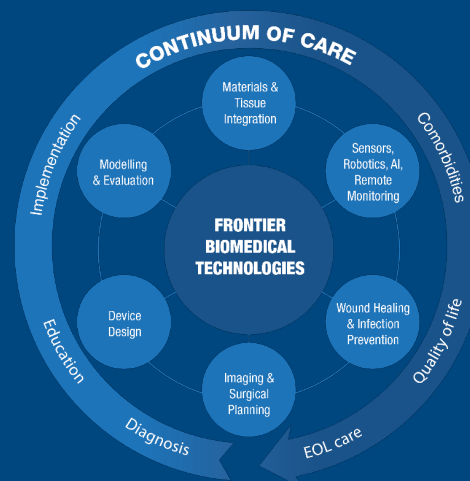 CONTINUUM OF CARE
Materials &
Tissue
Integration
Sensors,
Robotics, AI,
Remote
Monitoring
Wound Healing
& Infection
Prevention
Imaging &
Surgical
Planning
Device
Design
Modelling
& Evaluation
FRONTIER
BIOMEDICAL
TECHNOLOGIES
Comorbidities
Quality of life
EOL care
Diagnosis
Education
Implementation